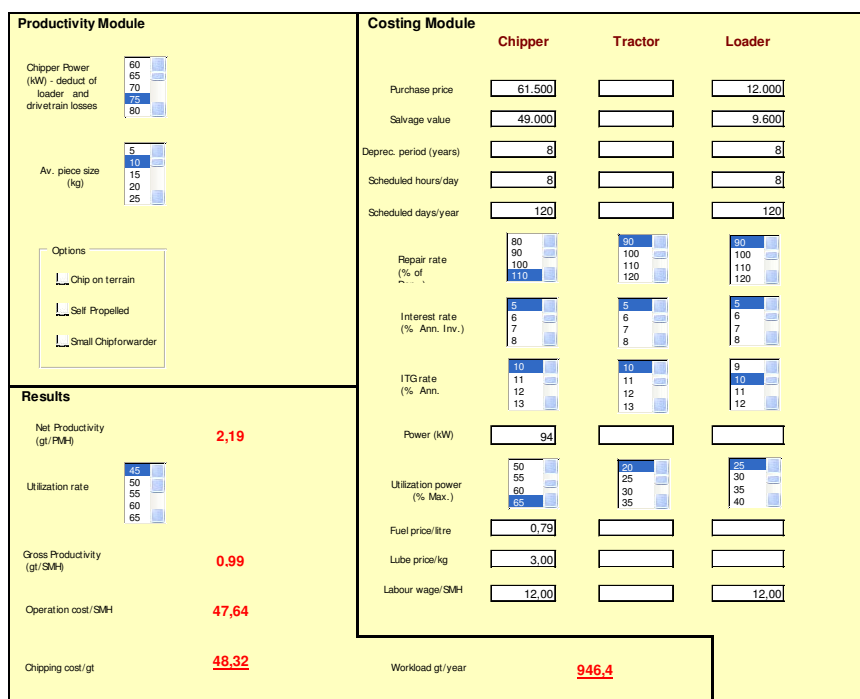 Productivity Module
Chipper Power
(kW) - deduct of
loader and
drivetrain losses
60
65
70
75
80
Av. piece size
(kg)
5
10
15
20
25
Options
Chip on terrain
Self Propelled
Small Chipforwarder
Results
Net Productivity
(gt/PMH)
2,19
Utilization rate
45
50
55
60
65
Gross Productivity
(gt/SMH)
0,99
Operation cost/SMH
47,64
Chipping cost/gt
48,32
Costing Module
Chipper Tractor Loader
Purchase price 61.500 12.000
Salvage value 49.000 9.600
Deprec. period (years) 8 8
Scheduled hours/day 8 8
Scheduled days/year 120 120
Repair rate
(% of
80 90 90
90 100 100
100 110 110
110 120 120
Interest rate
(% Ann. Inv.)
5 5 5
6 6 6
7 7 7
8 8 8
ITG rate
(% Ann.
10 10 9
11 11 10
12 12 11
13 13 12
Power (kW) 94
Utilization power
(% Max.)
50 20 25
55 25 30
60 30 35
65 35 40
Fuel price/litre 0,79
Lube price/kg 3,00
Labour wage/SMH 12,00 12,00
Workload gt/year 946,4